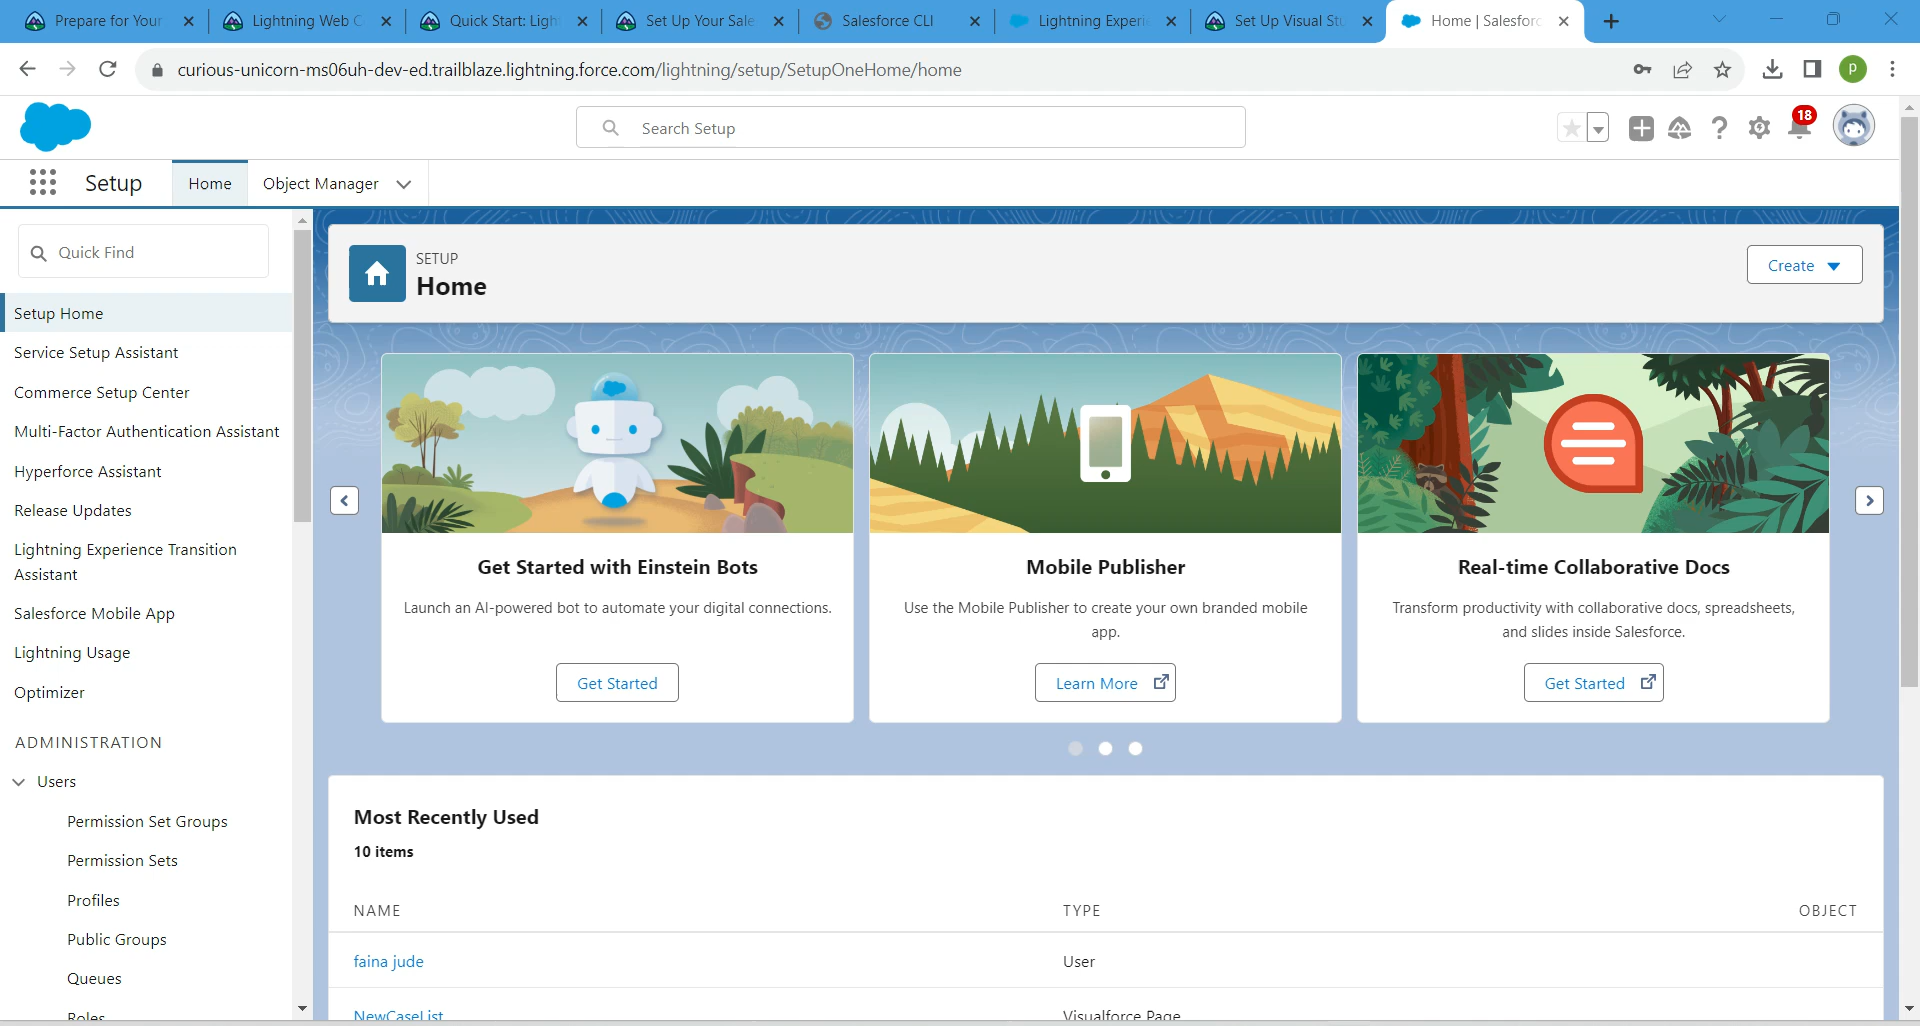 Prepare for Your
Lightning Web C
Quick Start: Ligh
Set Up Your Sale
Salesforce CLI
Lightning Experi
Set Up Visual Stu
Home | Salesforc
curious-unicorn-ms06uh-dev-ed.trailblaze.lightning.force.com/lightning/setup/SetupOneHome/home
P
Search Setup
18
Setup
Home
Object Manager
Quick Find
Setup Home
Service Setup Assistant
Commerce Setup Center
Multi-Factor Authentication Assistant
Hyperforce Assistant
Release Updates
Lightning Experience Transition
Assistant
Salesforce Mobile App
Lightning Usage
Optimizer
ADMINISTRATION
Users
Permission Set Groups
Permission Sets
Profiles
Public Groups
Queues
Roles
SETUP
Home
Create
Get Started with Einstein Bots
Launch an AI-powered bot to automate your digital connections.
Get Started
Mobile Publisher
Use the Mobile Publisher to create your own branded mobile
app.
Learn More
Real-time Collaborative Docs
Transform productivity with collaborative docs, spreadsheets,
and slides inside Salesforce.
Get Started
Most Recently Used
10 items
NAME TYPE OBJECT
faina jude User
NewCaseList Visualforce Page